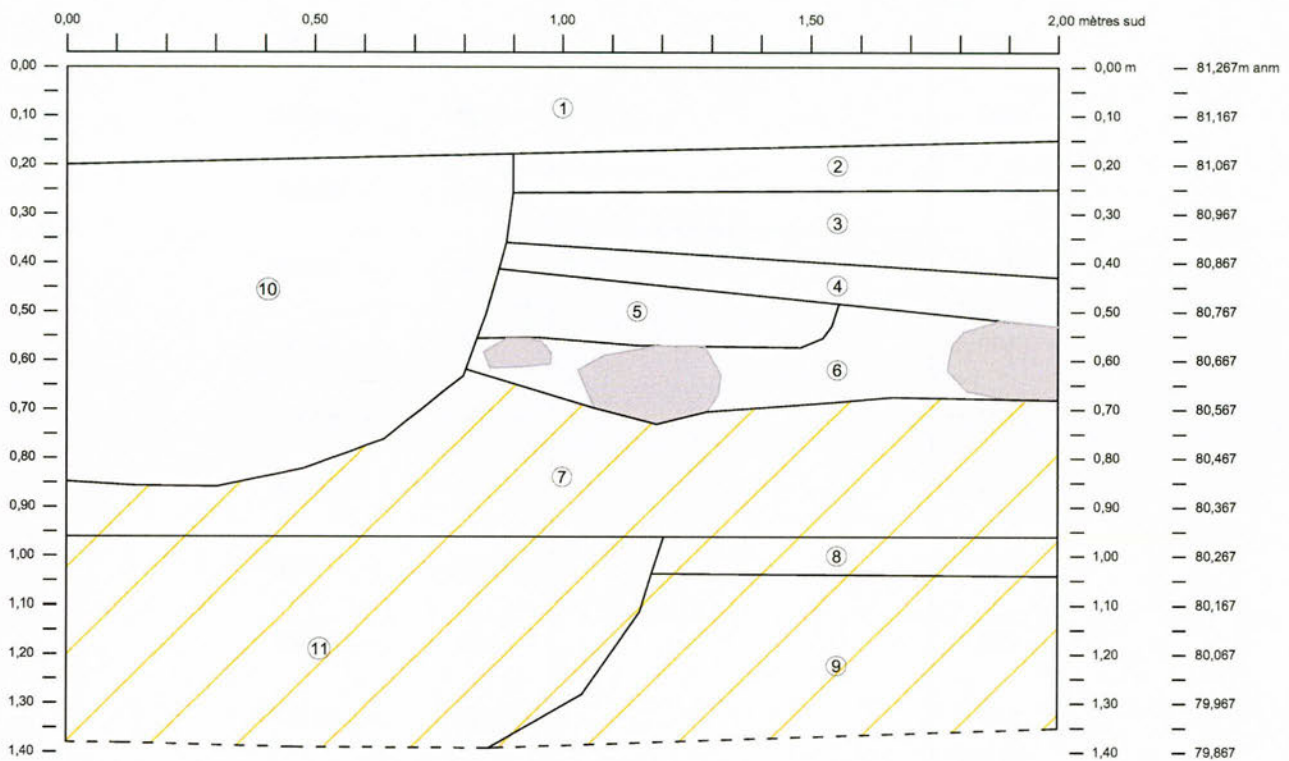 0,00 0,50 1,00 1,50 2,00 mètres sud
0,00 0,00 m 81,267m anm
0,10 1 0,10 81,167
0,20 2 0,20 81,067
0,30 3 0,30 80,967
0,40 4 0,40 80,867
10
0,50 5 0,50 80,767
0,60 6 0,60 80,667
0,70 0,70 80,567
0,80 7 0,80 80,467
0,90 0,90 80,367
1,00 8 1,00 80,267
1,10 1,10 80,167
1,20 11 9 1,20 80,067
1,30 1,30 79,967
1,40 1,40 79,867